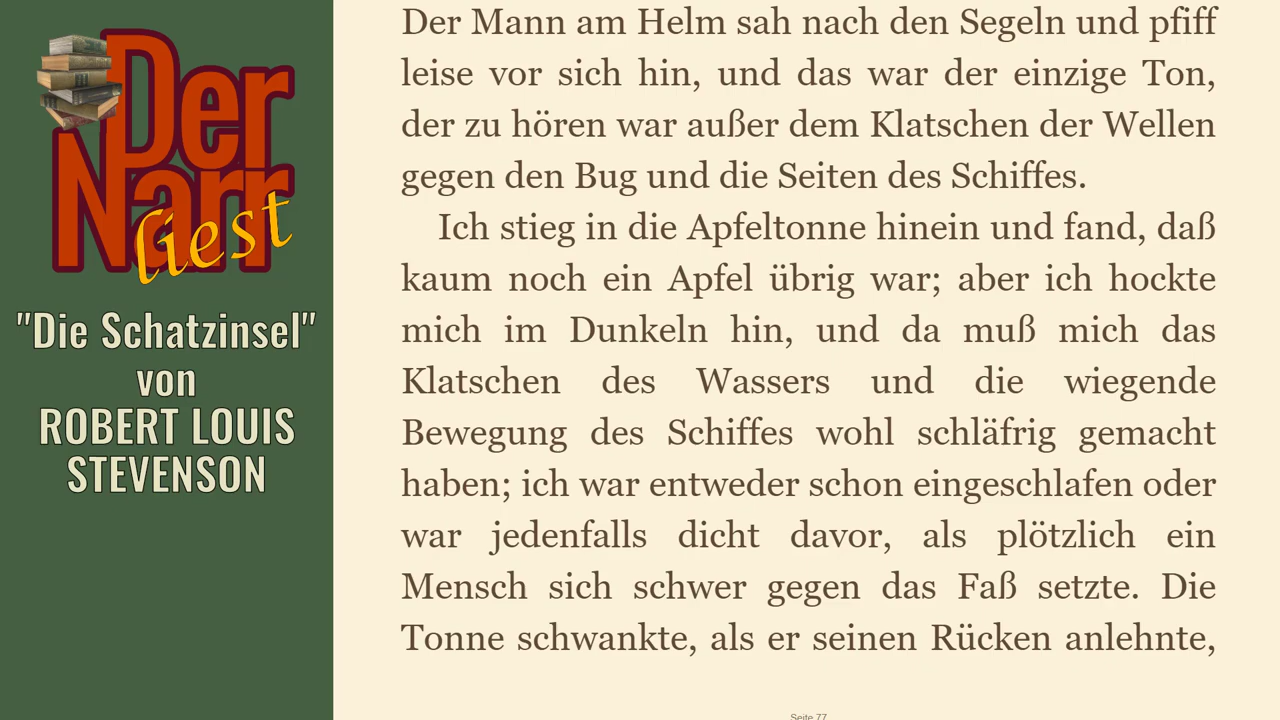 Der
Narr
liest
"Die Schatzinsel"
von
ROBERT LOUIS
STEVENSON
Der Mann am Helm sah nach den Segeln und pfiff
leise vor sich hin, und das war der einzige Ton,
der zu hören war außer dem Klatschen der Wellen
gegen den Bug und die Seiten des Schiffes.
Ich stieg in die Apfeltonne hinein und fand, daß
kaum noch ein Apfel übrig war; aber ich hockte
mich im Dunkeln hin, und da muß mich das
Klatschen des Wassers und die wiegende
Bewegung des Schiffes wohl schläfrig gemacht
haben; ich war entweder schon eingeschlafen oder
war jedenfalls dicht davor, als plötzlich ein
Mensch sich schwer gegen das Faß setzte. Die
Tonne schwankte, als er seinen Rücken anlehnte,
Seite 77